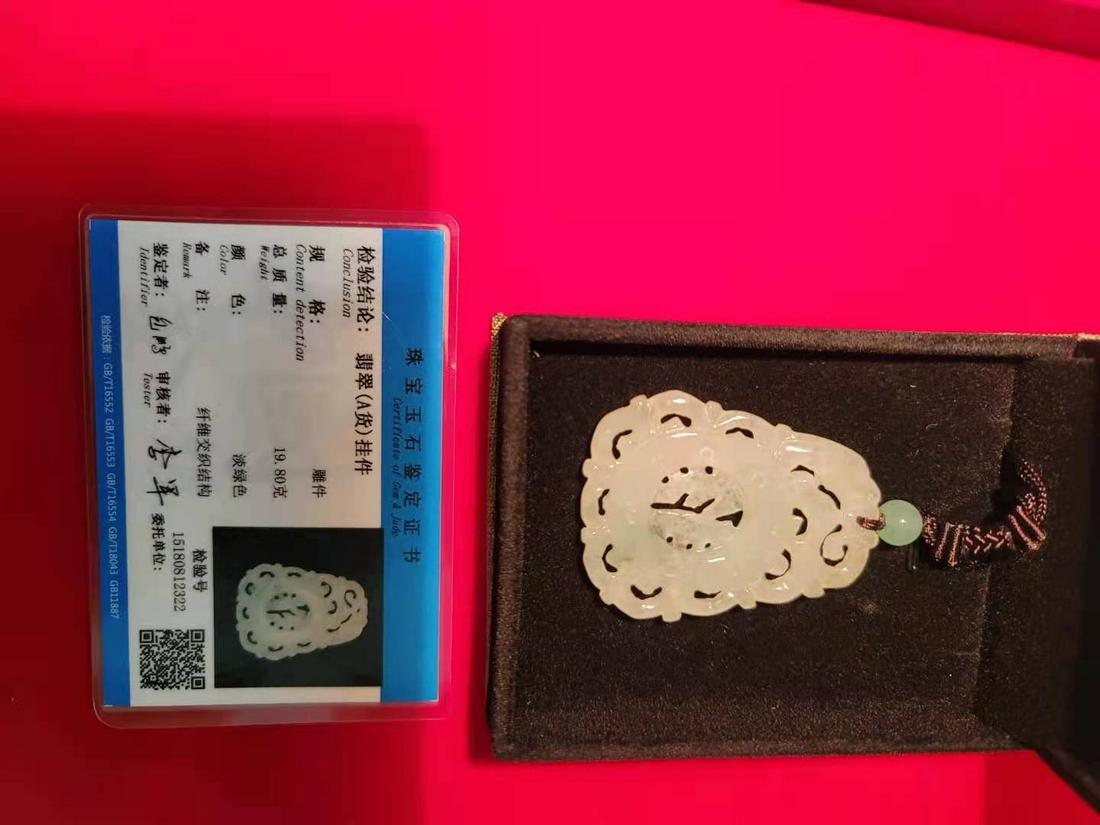 珠宝玉石鉴定证书
Certificate of Gem & Jade
检验结论： 翡翠(A货)挂件
Conclusion
规 格： 雕件
Content detection
总 质 量： 19.80克
Weight
颜 色： 淡绿色
Color
备 注： 纤维交织结构
Remark
检验号
15180812322
鉴定者： 审核者： 李军 委托单位：
Identifier Tester
检验依据：GB/T16552 GB/T16553 GB/T16554 GB/T18043 GB11887